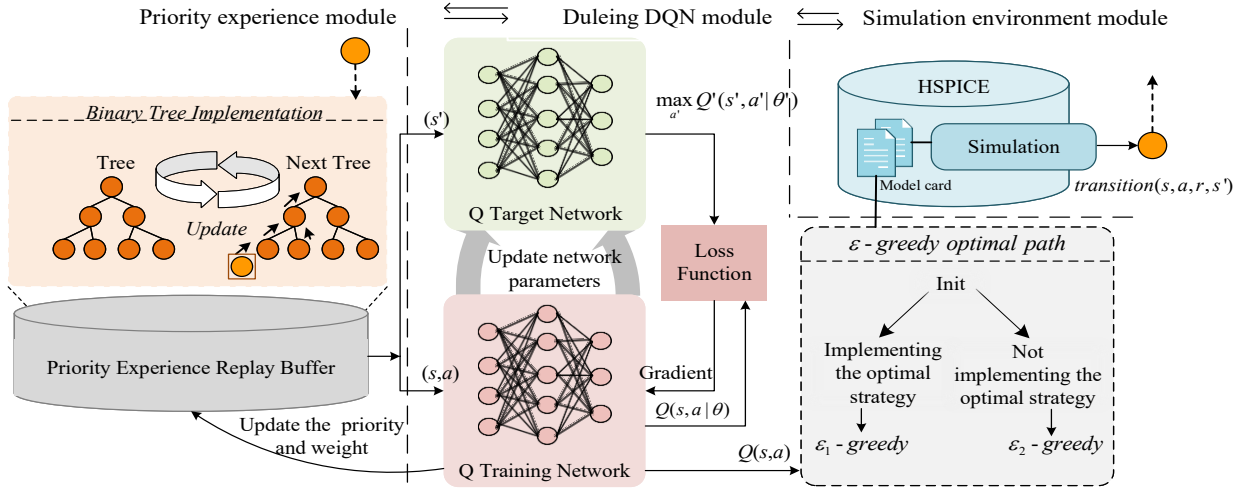 Priority experience module
Duleing DQN module
Simulation environment module
Binary Tree Implementation
Tree
Next Tree
Update
Priority Experience Replay Buffer
Update the priority
and weight
(s')
(s,a)
Q Target Network
Update network
parameters
Q Training Network
max Q'(s',a'|θ')
a'
Loss
Function
Gradient
Q(s,a|θ)
Q(s,a)
HSPICE
Simulation
Model card
transition(s,a,r,s')
ε - greedy optimal path
Init
Implementing
the optimal
strategy
Not
implementing the
optimal strategy
ε₁ - greedy
ε₂ - greedy